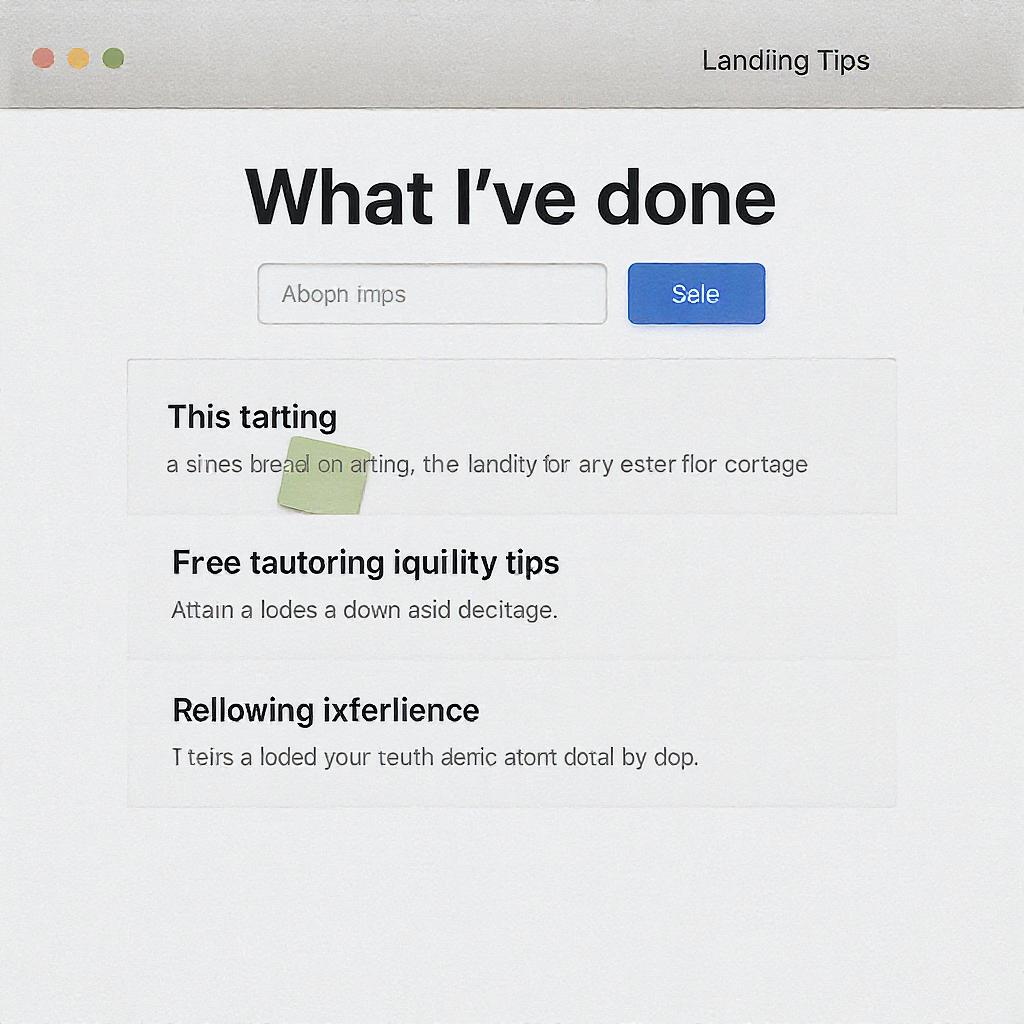 Landiing Tips
What I've done
Abopn imps
Sele
This tartting
a sines bread on arting, the landity for ary ester flor cortage
Free tautoring iquility tips
Attain a lodes a down asid decitage.
Rellowing ixferlience
T teirs a loded your teuth demic atont dotal by dop.